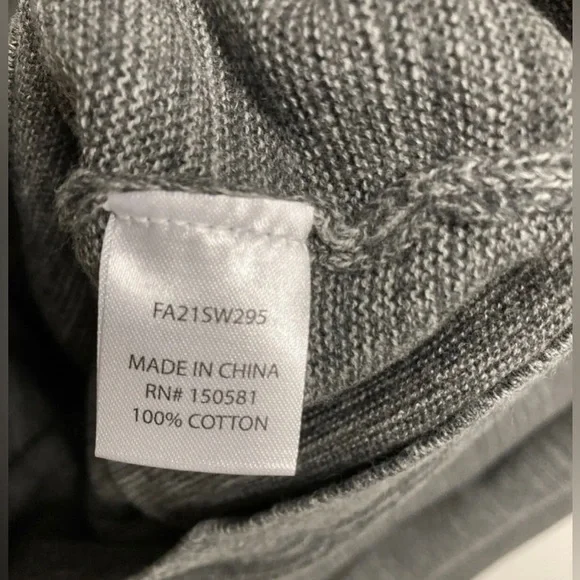 FA21SW295
MADE IN CHINA
RN# 150581
100% COTTON